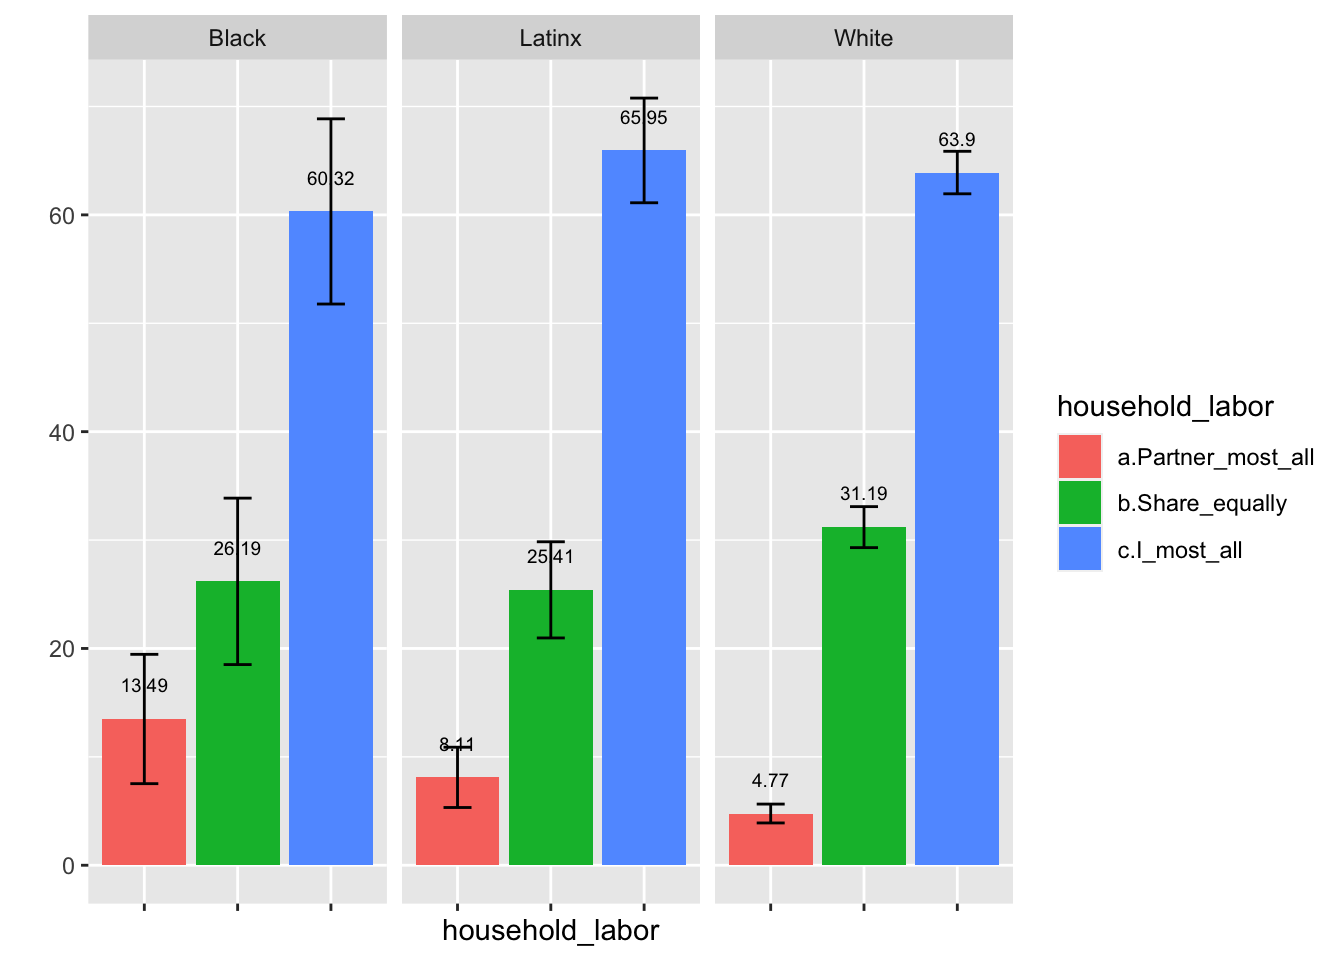 Black
Latinx
White
60
40
20
0
13.49
26.19
60.32
8.11
25.41
65.95
4.77
31.19
63.9
household_labor
household_labor
a.Partner_most_all
b.Share_equally
c.I_most_all